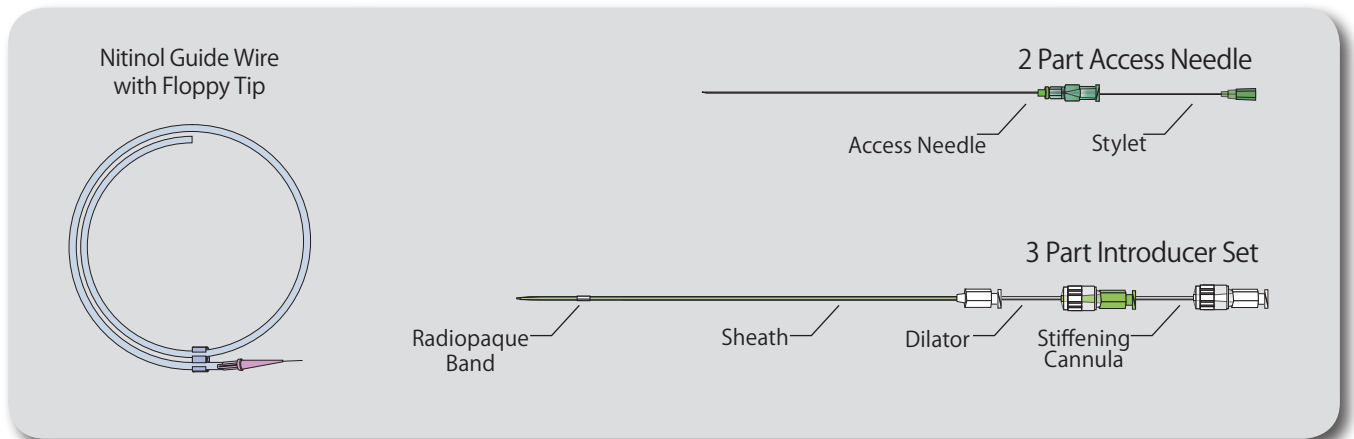 Nitinol Guide Wire
with Floppy Tip
2 Part Access Needle
Access Needle
Stylet
3 Part Introducer Set
Radiopaque
Band
Sheath
Dilator
Stiffening
Cannula